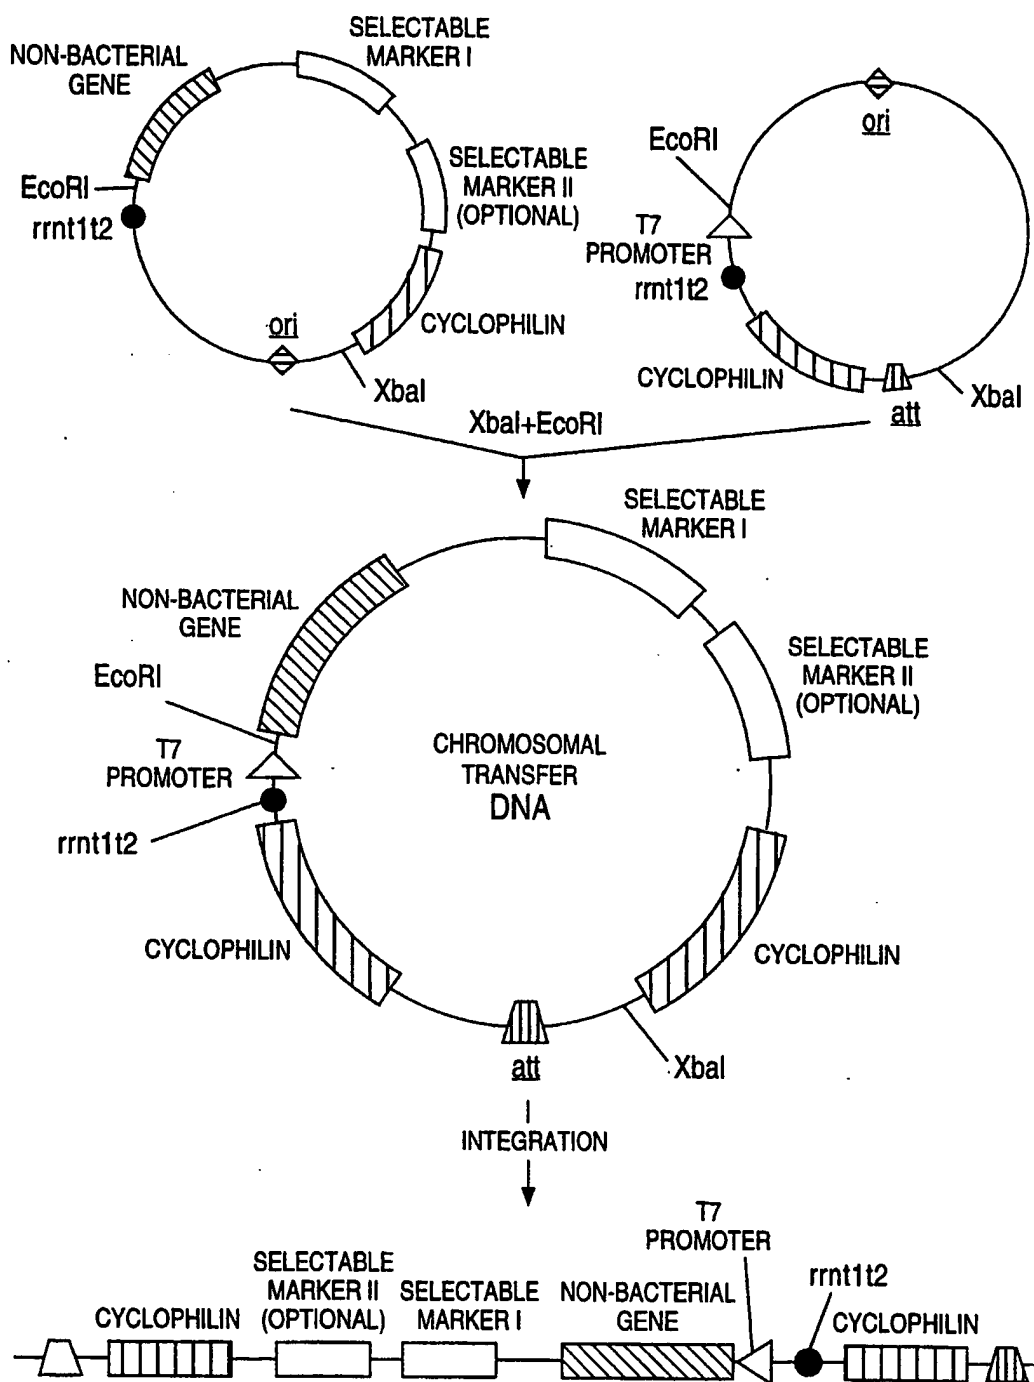 SELECTABLE
MARKER I
NON-BACTERIAL
GENE
EcoRI
rrnt1t2
SELECTABLE
MARKER II
(OPTIONAL)
CYCLOPHILIN
ori
XbaI
ori
EcoRI
T7
PROMOTER
rrnt1t2
CYCLOPHILIN
att
XbaI
XbaI+EcoRI
SELECTABLE
MARKER I
NON-BACTERIAL
GENE
SELECTABLE
MARKER II
(OPTIONAL)
EcoRI
T7
PROMOTER
rrnt1t2
CHROMOSOMAL
TRANSFER
DNA
CYCLOPHILIN
CYCLOPHILIN
att
XbaI
INTEGRATION
T7
PROMOTER
rrnt1t2
CYCLOPHILIN
SELECTABLE
MARKER II
(OPTIONAL)
SELECTABLE
MARKER I
NON-BACTERIAL
GENE
CYCLOPHILIN